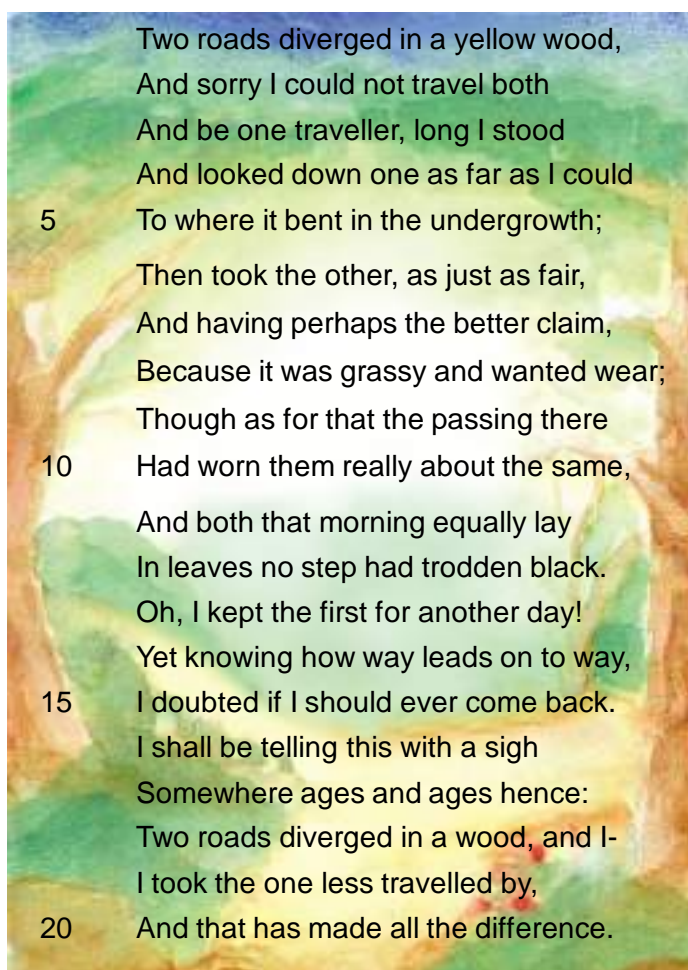 Two roads diverged in a yellow wood,
And sorry I could not travel both
And be one traveller, long I stood
And looked down one as far as I could
5 To where it bent in the undergrowth;
Then took the other, as just as fair,
And having perhaps the better claim,
Because it was grassy and wanted wear;
Though as for that the passing there
10 Had worn them really about the same,
And both that morning equally lay
In leaves no step had trodden black.
Oh, I kept the first for another day!
Yet knowing how way leads on to way,
15 I doubted if I should ever come back.
I shall be telling this with a sigh
Somewhere ages and ages hence:
Two roads diverged in a wood, and I-
I took the one less travelled by,
20 And that has made all the difference.